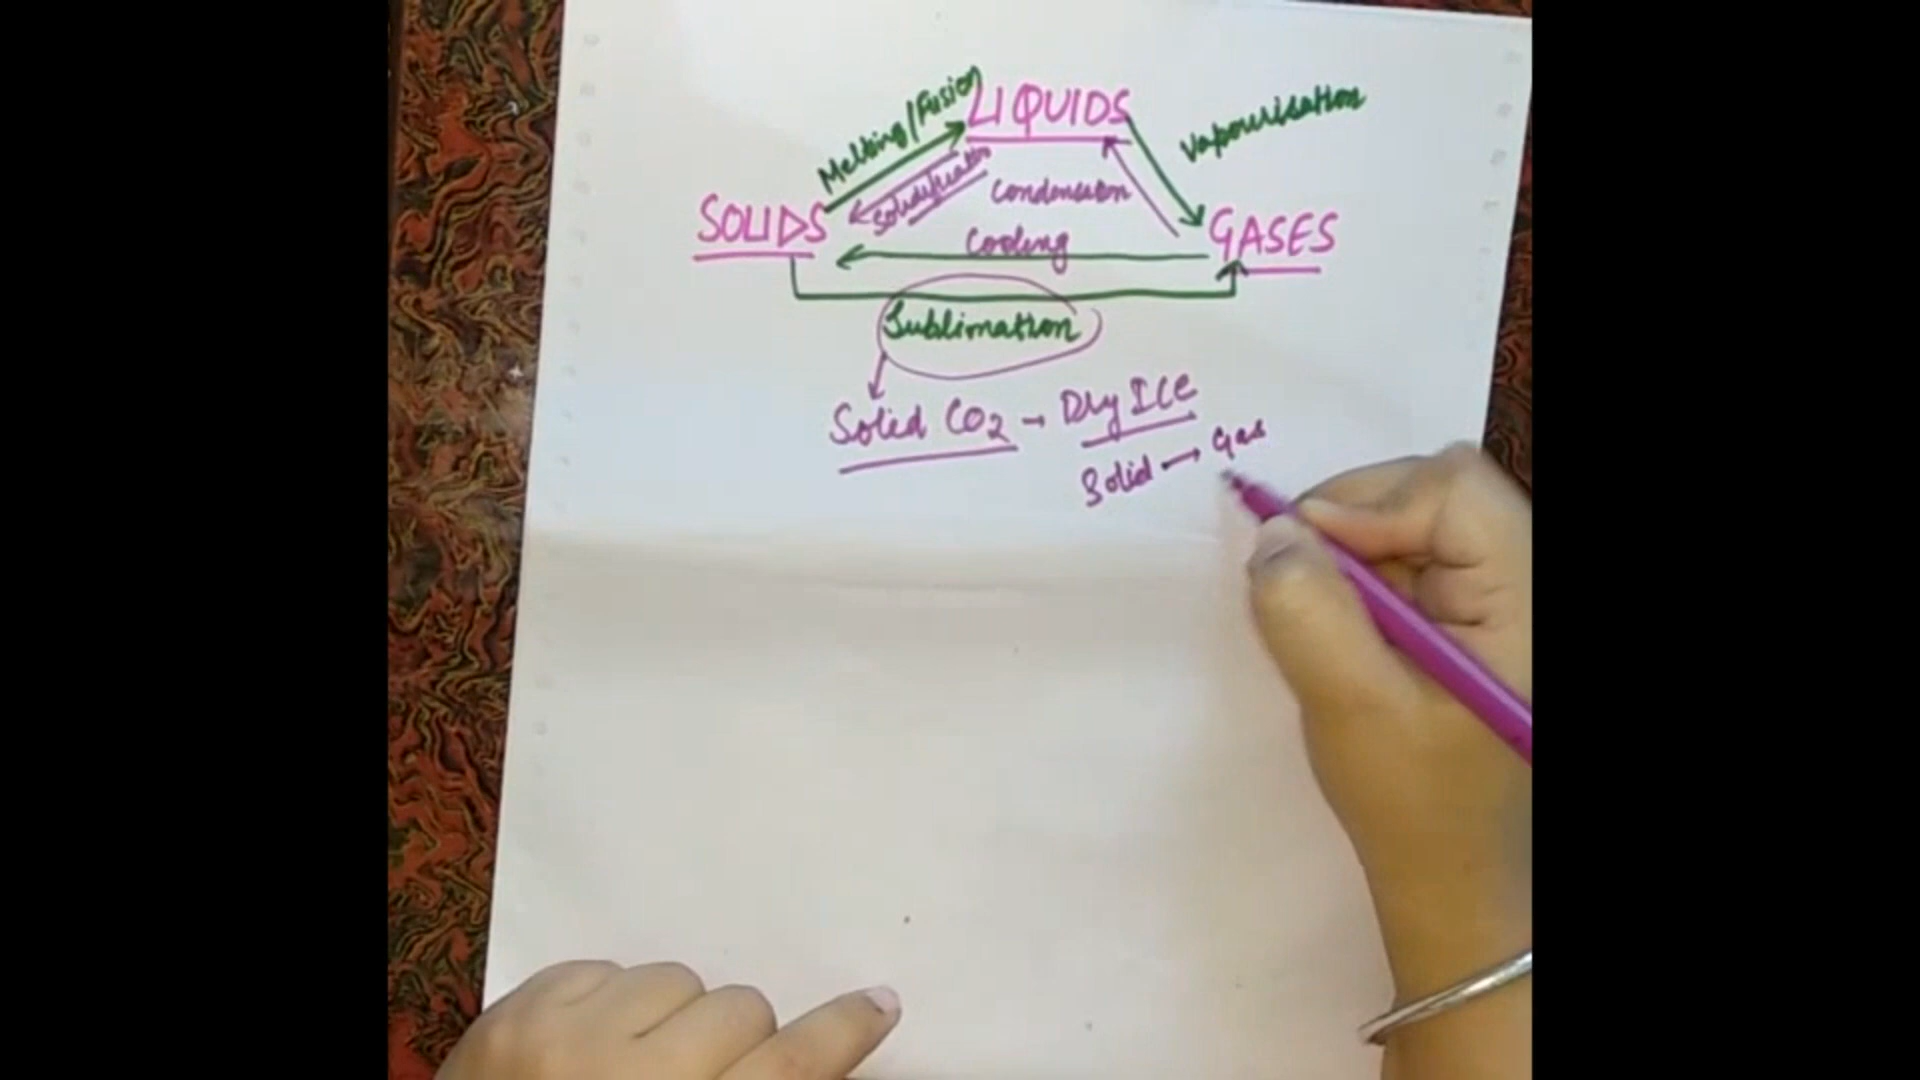 LIQUIDS
Melting/Fusion
Vapourisation
Solidification
Condensation
SOLIDS
GASES
Cooling
Sublimation
Solid CO2 → Dry ICE
Solid → Gas